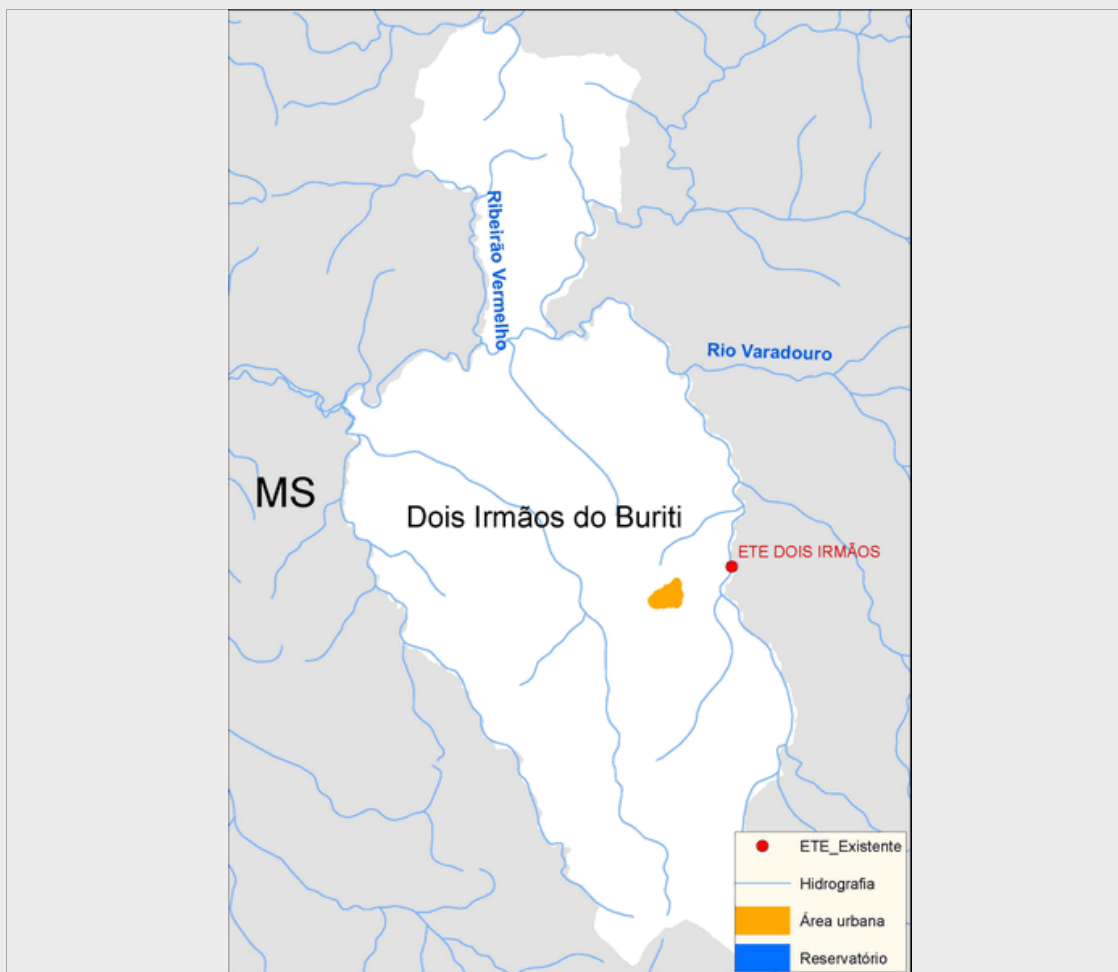 Ribeirão Vermelho
Rio Varadouro
MS
Dois Irmãos do Buriti
ETE DOIS IRMÃOS
ETE_Existente
Hidrografia
Área urbana
Reservatório